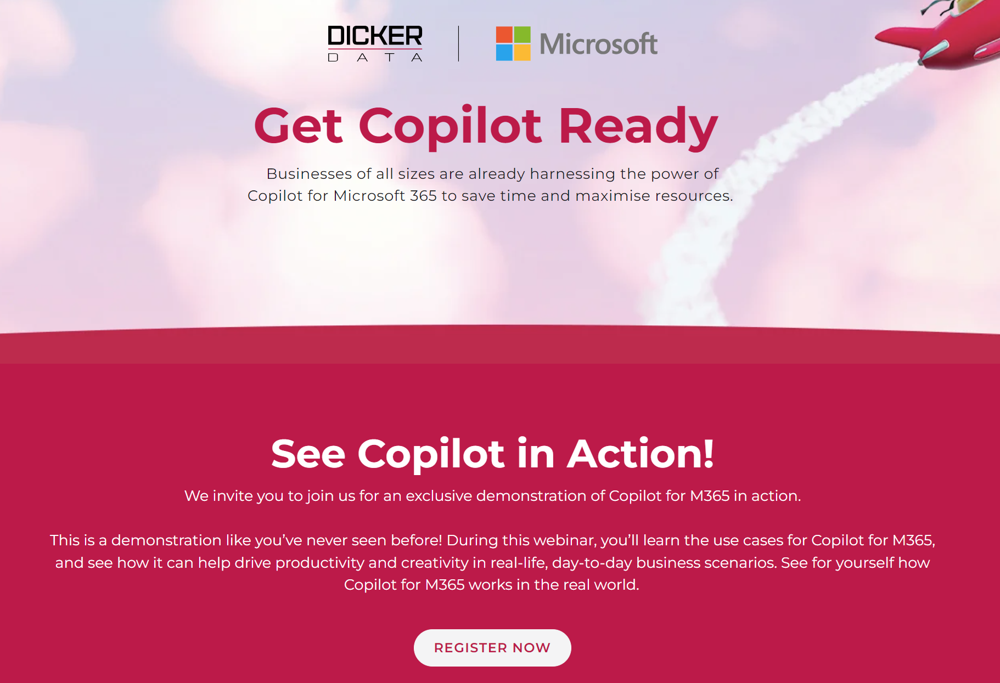 DICKER
DATA
Microsoft
Get Copilot Ready
Businesses of all sizes are already harnessing the power of
Copilot for Microsoft 365 to save time and maximise resources.
See Copilot in Action!
We invite you to join us for an exclusive demonstration of Copilot for M365 in action.
This is a demonstration like you’ve never seen before! During this webinar, you’ll learn the use cases for Copilot for M365,
and see how it can help drive productivity and creativity in real-life, day-to-day business scenarios. See for yourself how
Copilot for M365 works in the real world.
REGISTER NOW